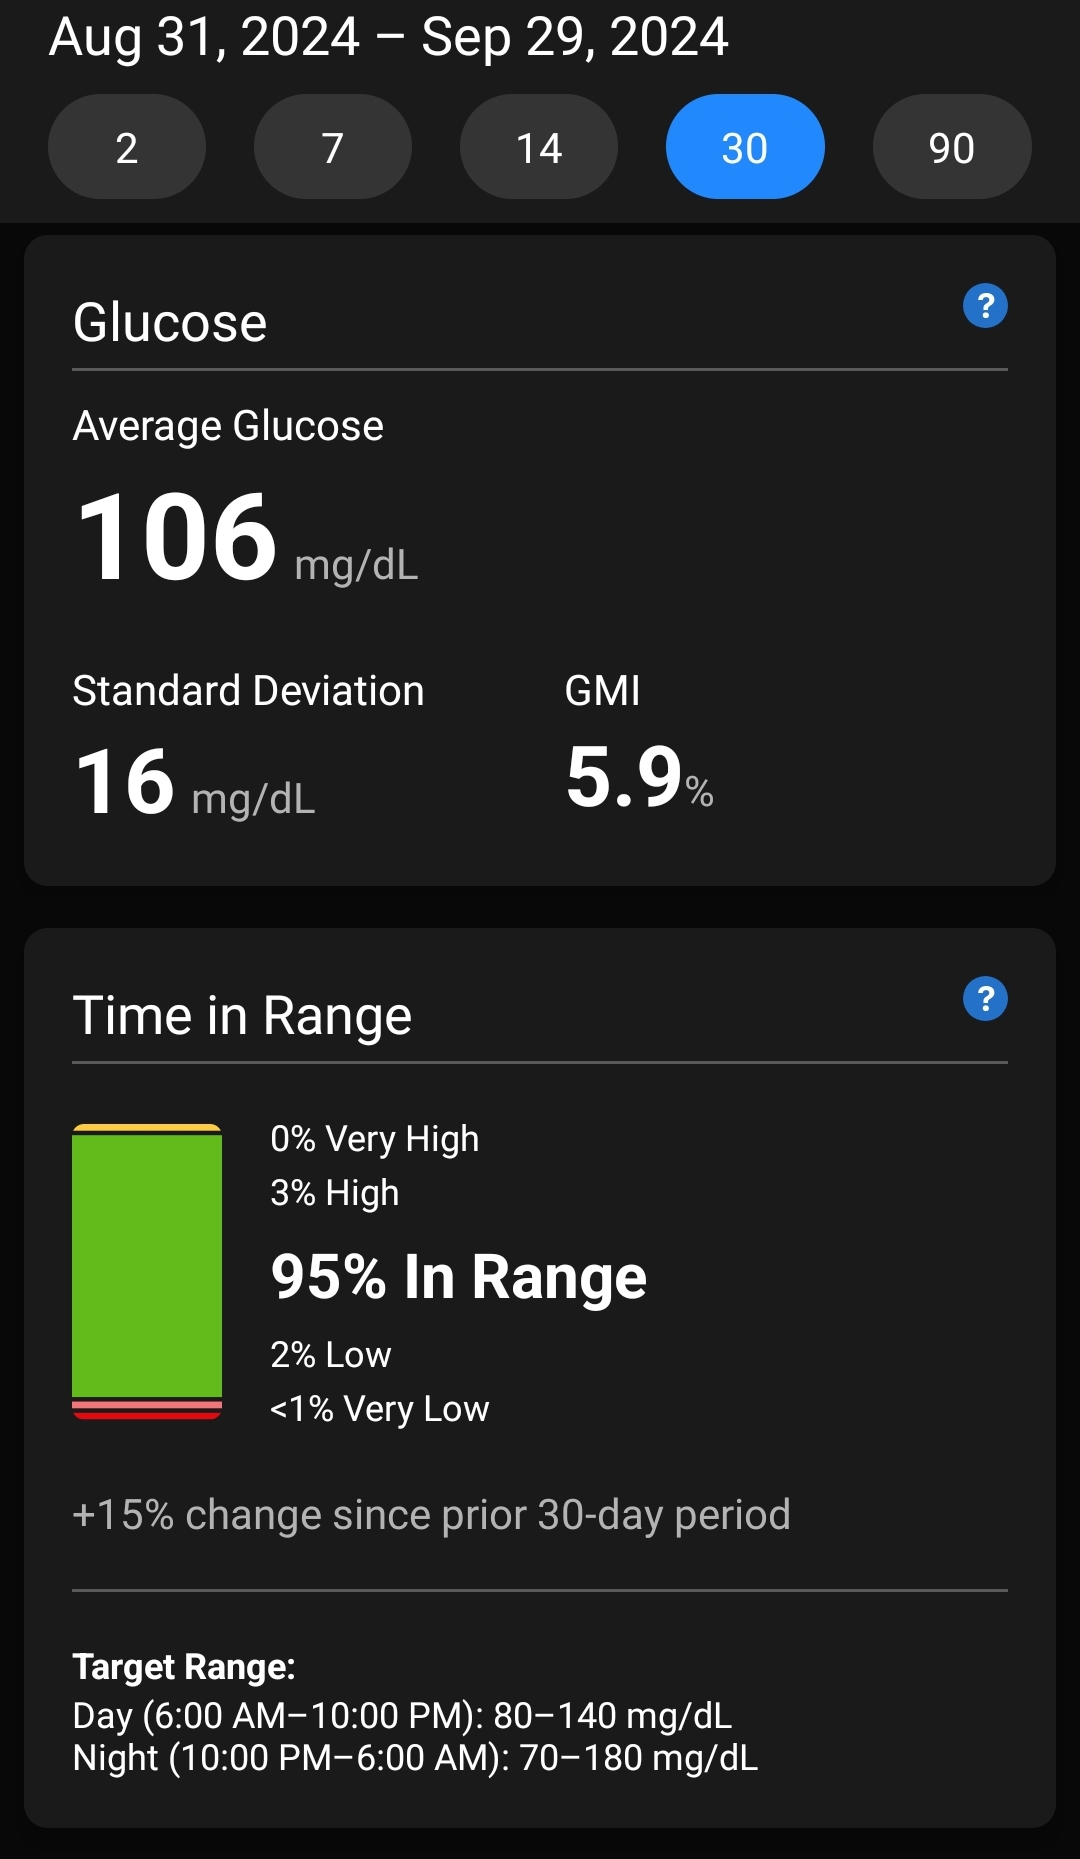 Aug 31, 2024 – Sep 29, 2024
2 7 14 30 90
Glucose ?
Average Glucose
106 mg/dL
Standard Deviation GMI
16 mg/dL 5.9%
Time in Range ?
0% Very High
3% High
95% In Range
2% Low
<1% Very Low
+15% change since prior 30-day period
Target Range:
Day (6:00 AM–10:00 PM): 80–140 mg/dL
Night (10:00 PM–6:00 AM): 70–180 mg/dL